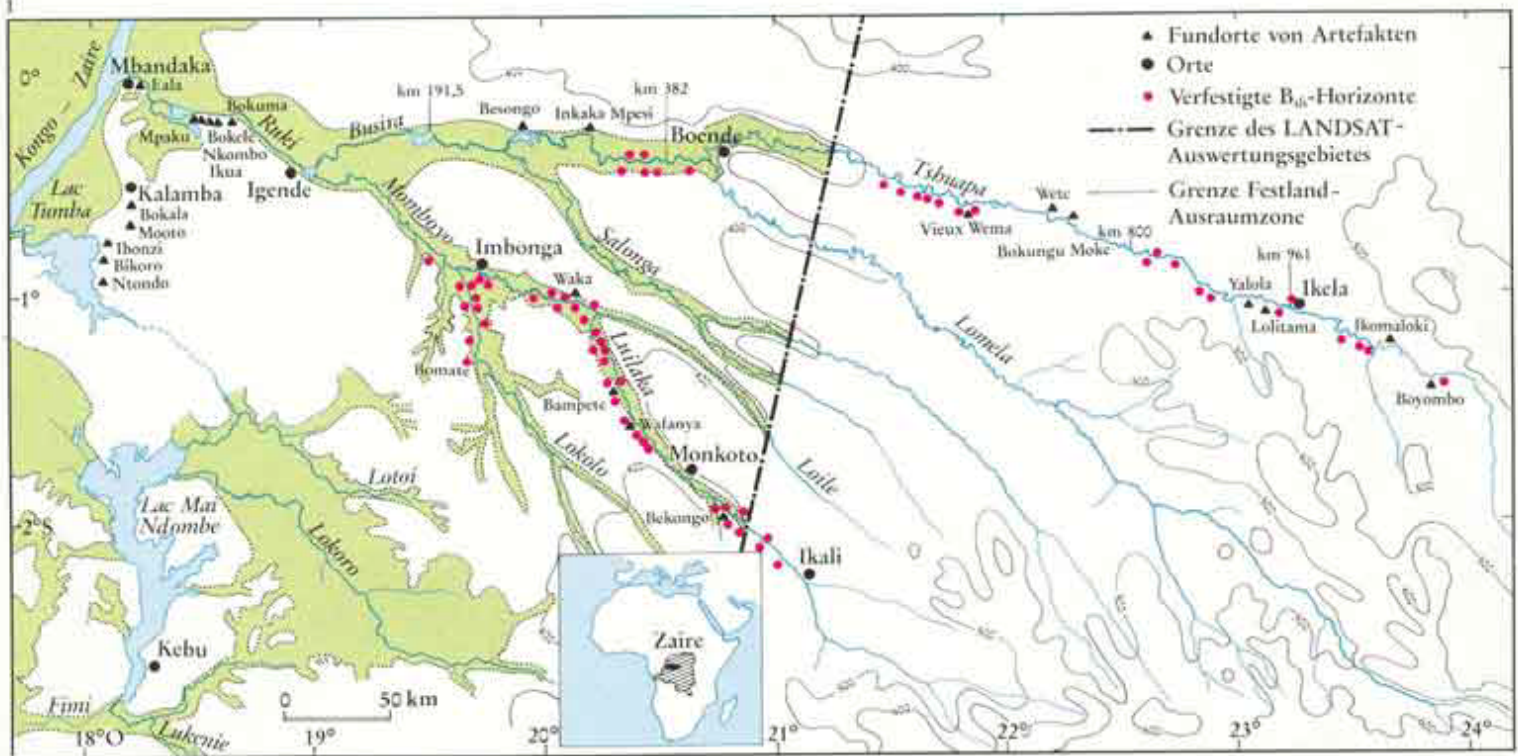 ▲ Fundorte von Artefakten
● Orte
● Verfestigte Bsh-Horizonte
Grenze des LANDSAT-
Auswertungsgebietes
Grenze Festland-
Ausraumzone
0°
Kongo – Zaire
Mbandaka
Eala
Bokuma
Mpaku
Bokele
Nkombo
Ikua
Ruki
Busira
km 191,5
Besongo
Inkaka Mpesi
km 382
Boende
400
Tshuapa
Wete
Vieux Wema
Bokungu Moke
km 800
km 961
Yalola
Ikela
Lolitama
Ikomaloki
Boyombo
Lac
Tumba
Kalamba
Bokala
Mooto
Ibonzi
Bikoro
Ntondo
Igende
Momboyo
Imbonga
Waka
Salonga
Lomela
-1°
Bomate
Luilaka
Bampete
Wafanya
Lokolo
Monkoto
Loile
Bekongo
Ikali
Lotoi
Lac Mai
Ndombe
Lokoro
2°S
Kebu
Zaïre
0 50 km
Fimi
Lukenie
18°O 19° 20° 21° 22° 23° 24°